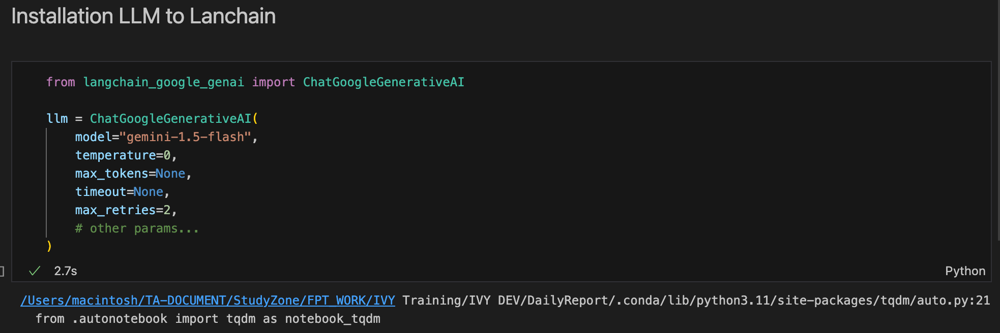 Installation LLM to Lanchain
from langchain_google_genai import ChatGoogleGenerativeAI
llm = ChatGoogleGenerativeAI(
    model="gemini-1.5-flash",
    temperature=0,
    max_tokens=None,
    timeout=None,
    max_retries=2,
    # other params...
)
2.7s
Python
/Users/macintosh/TA-DOCUMENT/StudyZone/FPT_WORK/IVY Training/IVY DEV/DailyReport/.conda/lib/python3.11/site-packages/tqdm/auto.py:21
  from .autonotebook import tqdm as notebook_tqdm